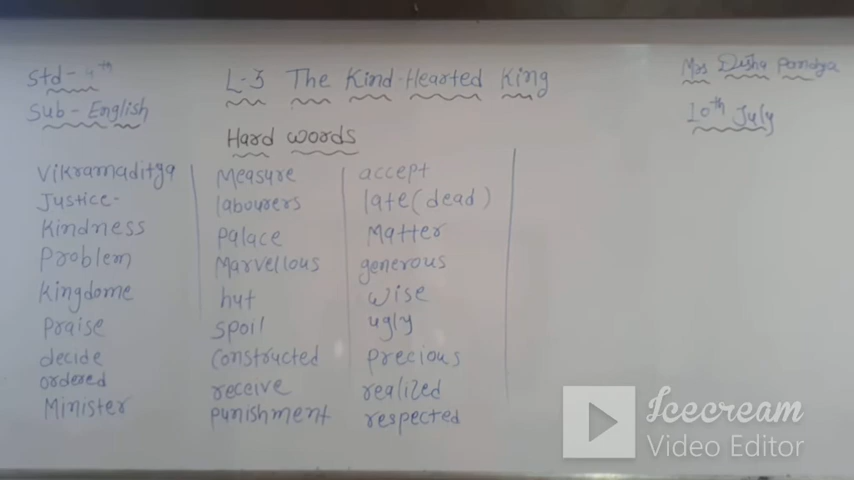 Std- 4th
L-3 The Kind-Hearted King
Mrs Disha Pandya
Sub- English
10th July
Hard words
Vikramaditya
Justice-
Kindness
Problem
Kingdome
Praise
decide
ordered
Minister
Measure
labourers
Palace
Marvellous
hut
spoil
Constructed
receive
punishment
accept
late (dead)
Matter
generous
wise
ugly
Precious
realized
respected
Icecream
Video Editor